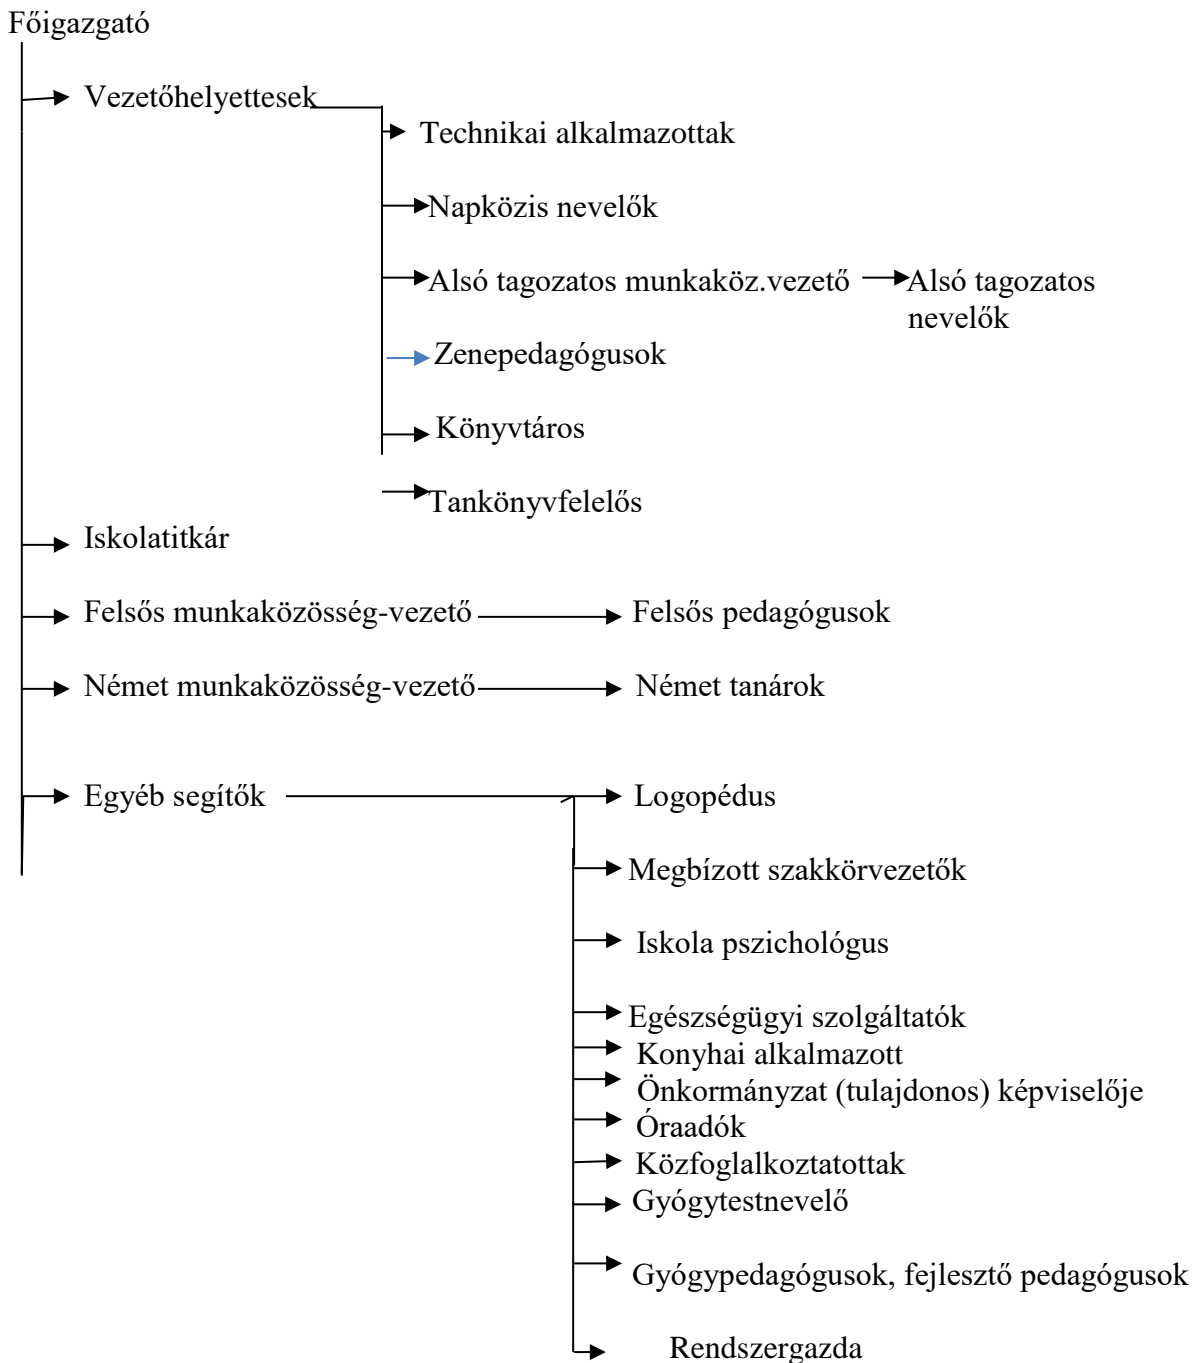 Főigazgató
Vezetőhelyettesek
Technikai alkalmazottak
Napközis nevelők
Alsó tagozatos munkaköz.vezető
Alsó tagozatos
nevelők
Zenepedagógusok
Könyvtáros
Tankönyvfelelős
Iskolatitkár
Felsős munkaközösség-vezető
Felsős pedagógusok
Német munkaközösség-vezető
Német tanárok
Egyéb segítők
Logopédus
Megbízott szakkörvezetők
Iskola pszichológus
Egészségügyi szolgáltatók
Konyhai alkalmazott
Önkormányzat (tulajdonos) képviselője
Óraadók
Közfoglalkoztatottak
Gyógytestnevelő
Gyógypedagógusok, fejlesztő pedagógusok
Rendszergazda